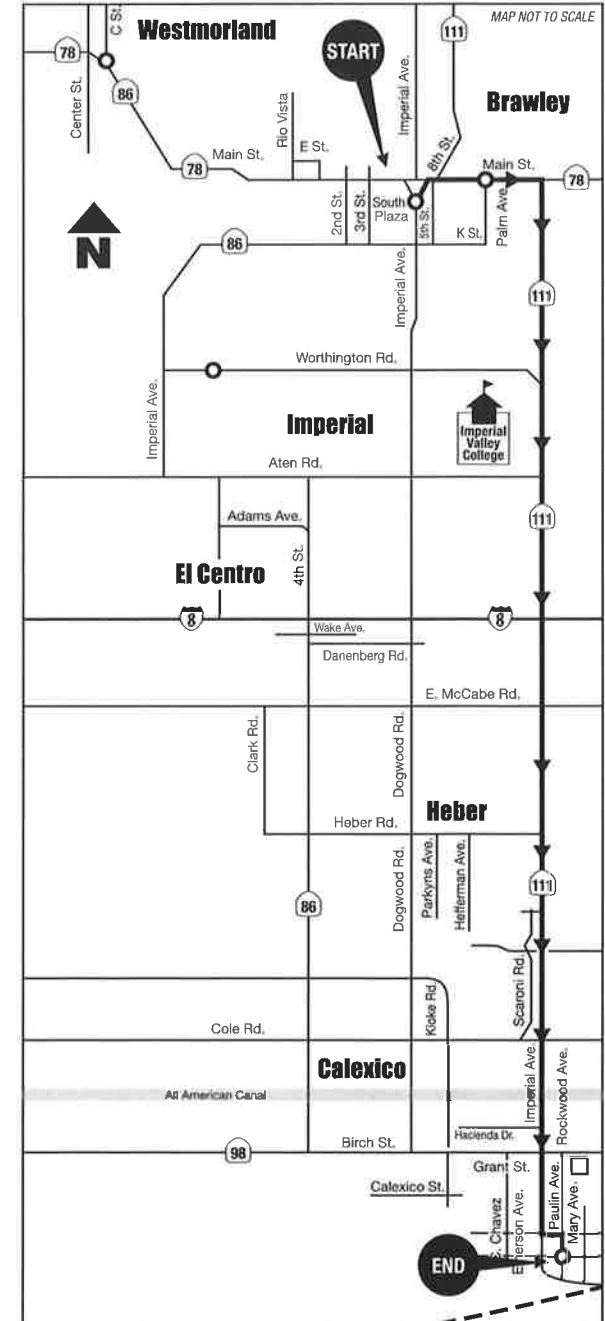 MAP NOT TO SCALE
C St.
Westmorland
START
Imperial Ave.
111
78
86
Center St.
Brawley
Rio Vista
E St.
8th St.
Main St.
Main St.
78
78
2nd St.
3rd St.
South
Plaza
5th St.
K St.
Palm Ave.
N
86
Imperial Ave.
111
Worthington Rd.
Imperial Ave.
Imperial
Imperial
Valley
College
Aten Rd.
Adams Ave.
111
4th St.
El Centro
8
8
Wake Ave.
Danenberg Rd.
E. McCabe Rd.
Clark Rd.
Dogwood Rd.
Heber
Heber Rd.
Dogwood Rd.
Parkyns Ave.
Hefferman Ave.
111
86
Scaroni Rd.
Kloke Rd.
Cole Rd.
Calexico
Imperial Ave.
Rockwood Ave.
All American Canal
Hacienda Dr.
Birch St.
98
Grant St.
Calexico St.
Chavez
Emerson Ave.
Paulin Ave.
Mary Ave.
END